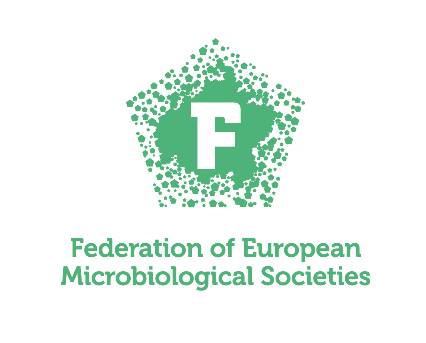 F
Federation of European
Microbiological Societies